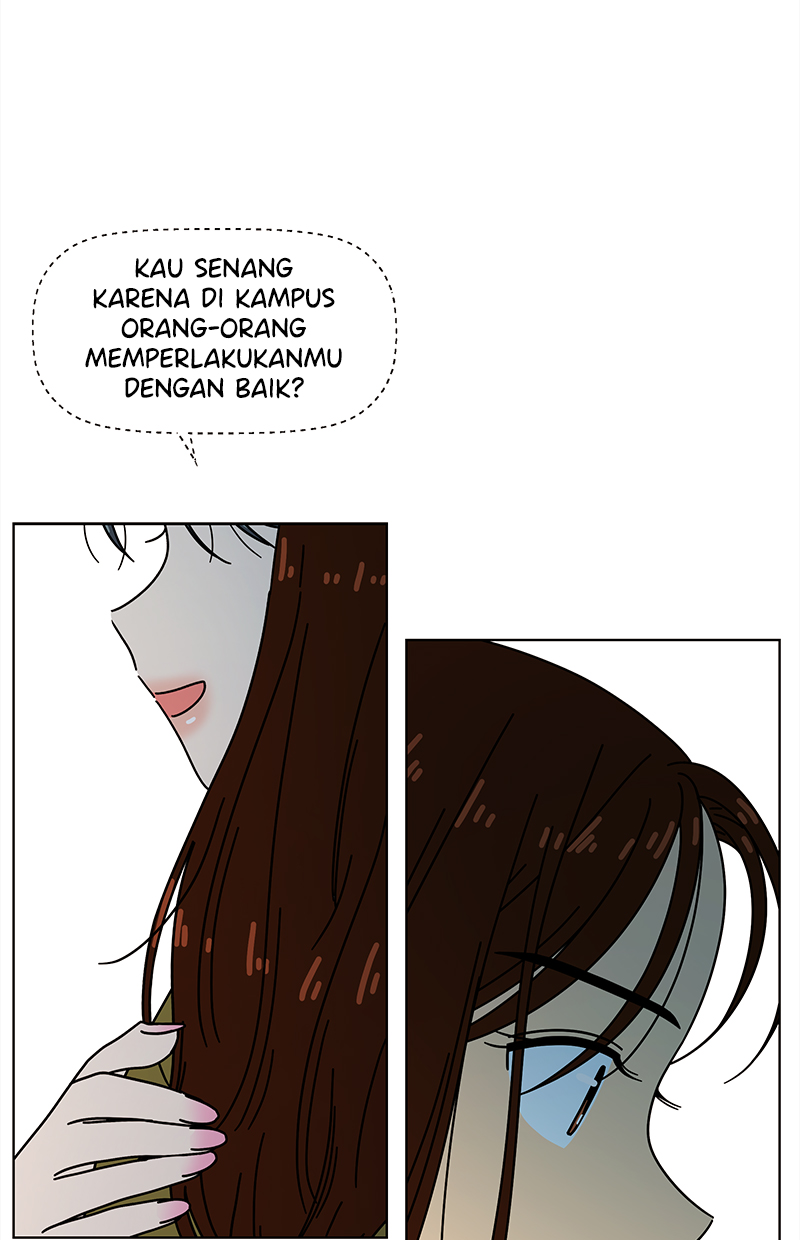 KAU SENANG
KARENA DI KAMPUS
ORANG-ORANG
MEMPERLAKUKANMU
DENGAN BAIK?